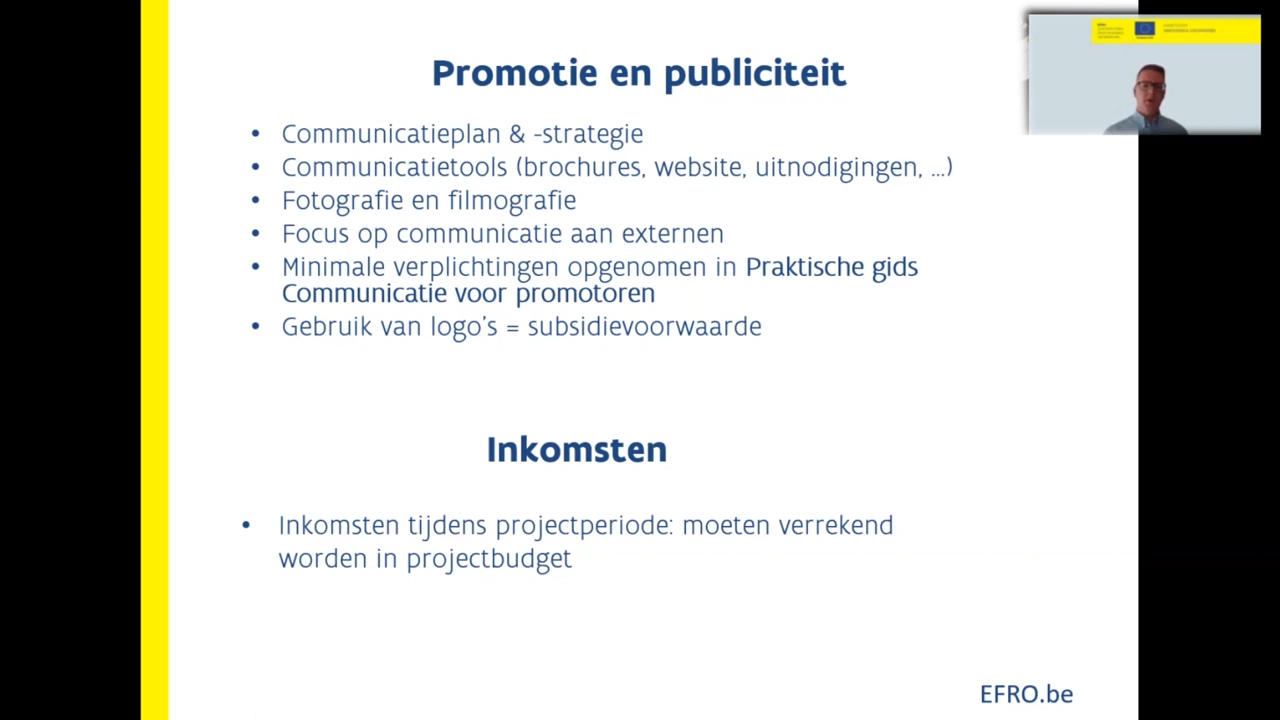 Promotie en publiciteit
• Communicatieplan & -strategie
• Communicatietools (brochures, website, uitnodigingen, ...)
• Fotografie en filmografie
• Focus op communicatie aan externen
• Minimale verplichtingen opgenomen in Praktische gids
Communicatie voor promotoren
• Gebruik van logo's = subsidievoorwaarde
Inkomsten
• Inkomsten tijdens projectperiode: moeten verrekend
worden in projectbudget
EFRO.be